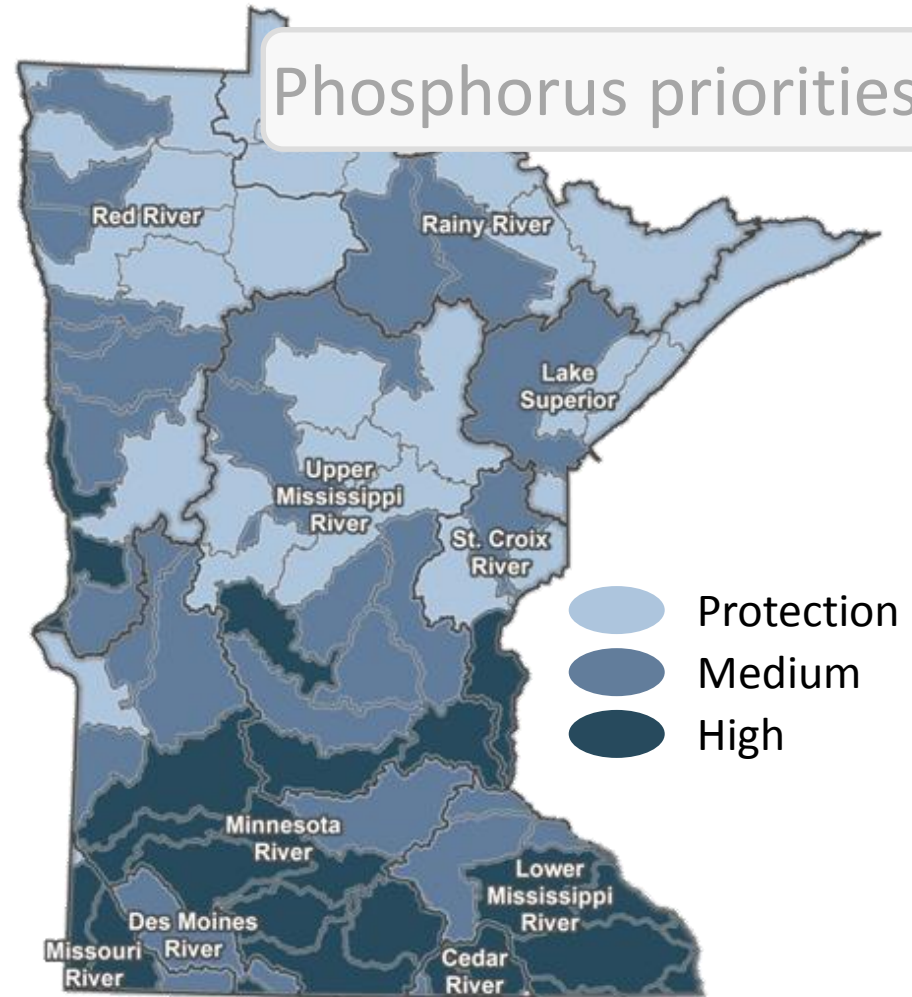 Phosphorus priorities
Red River
Rainy River
Lake
Superior
Upper
Mississippi
River
St. Croix
River
Protection
Medium
High
Minnesota
River
Lower
Mississippi
River
Des Moines
River
Missouri
River
Cedar
River